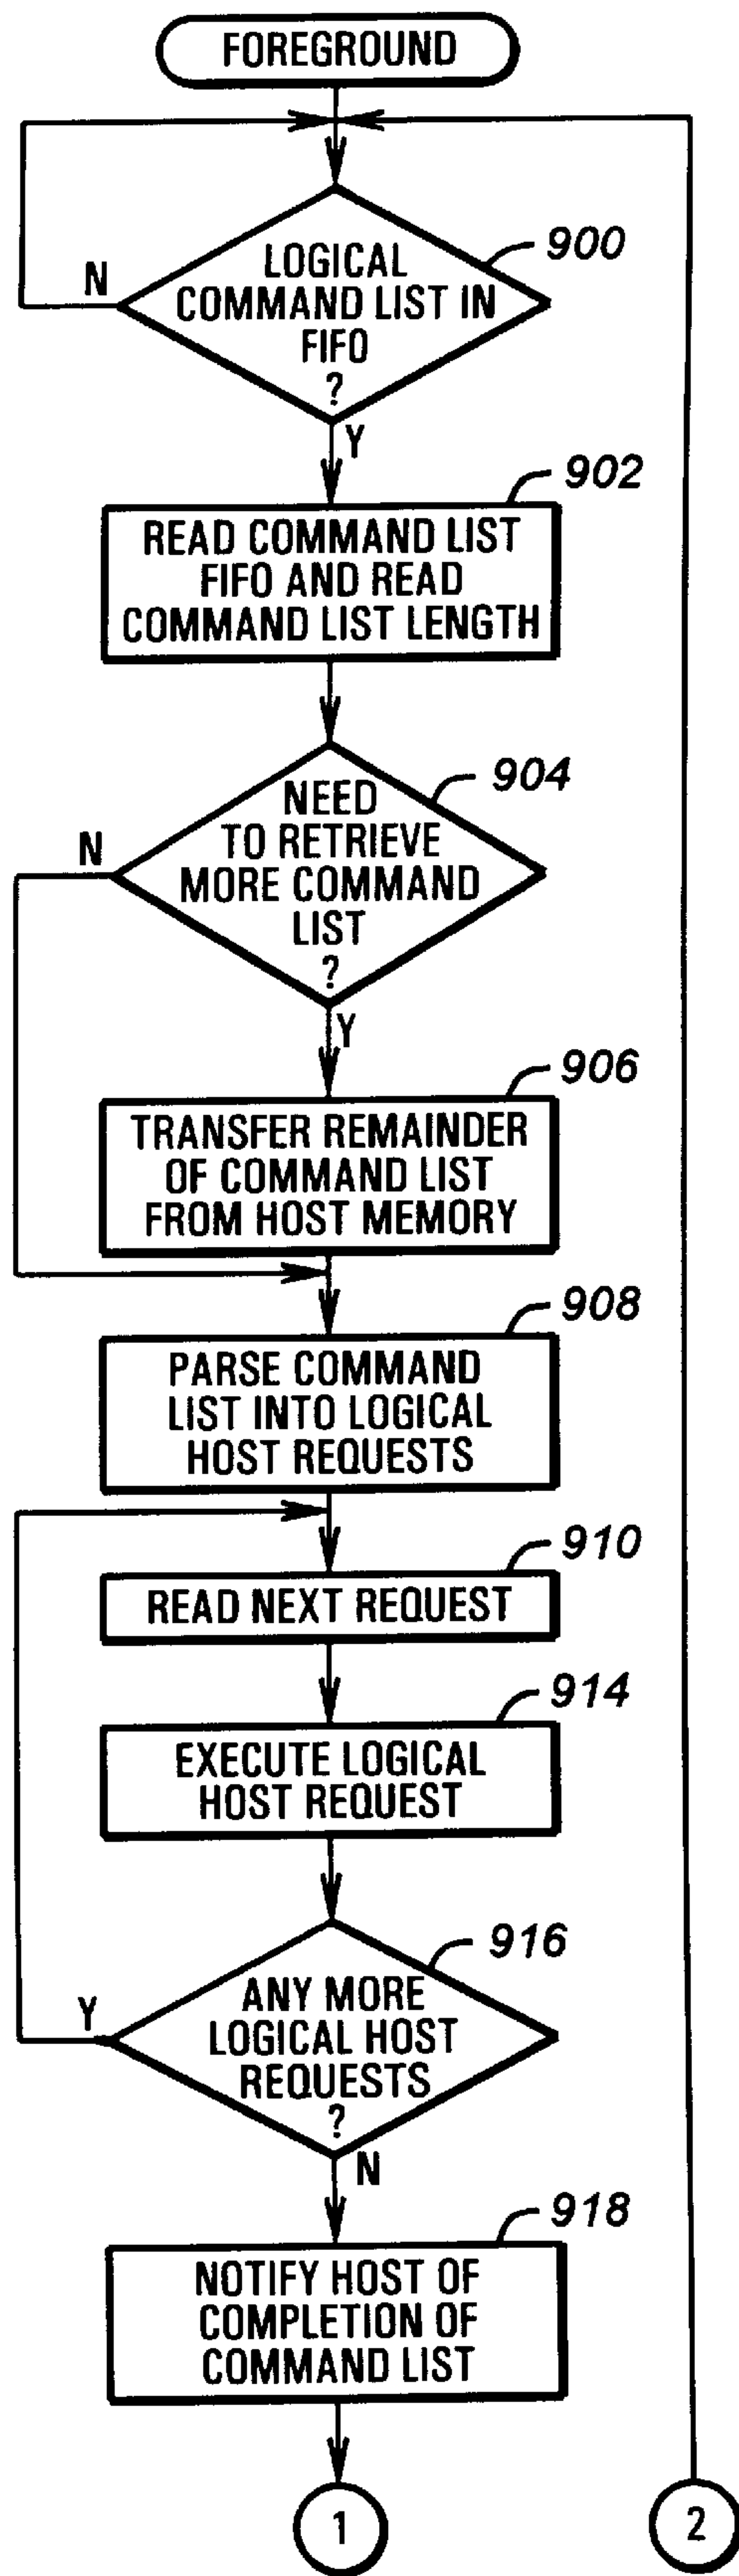 FOREGROUND
900
LOGICAL
COMMAND LIST IN
FIFO
?
N
Y
902
READ COMMAND LIST
FIFO AND READ
COMMAND LIST LENGTH
904
NEED
TO RETRIEVE
MORE COMMAND
LIST
?
N
Y
906
TRANSFER REMAINDER
OF COMMAND LIST
FROM HOST MEMORY
908
PARSE COMMAND
LIST INTO LOGICAL
HOST REQUESTS
910
READ NEXT REQUEST
914
EXECUTE LOGICAL
HOST REQUEST
916
ANY MORE
LOGICAL HOST
REQUESTS
?
Y
N
918
NOTIFY HOST OF
COMPLETION OF
COMMAND LIST
1
2